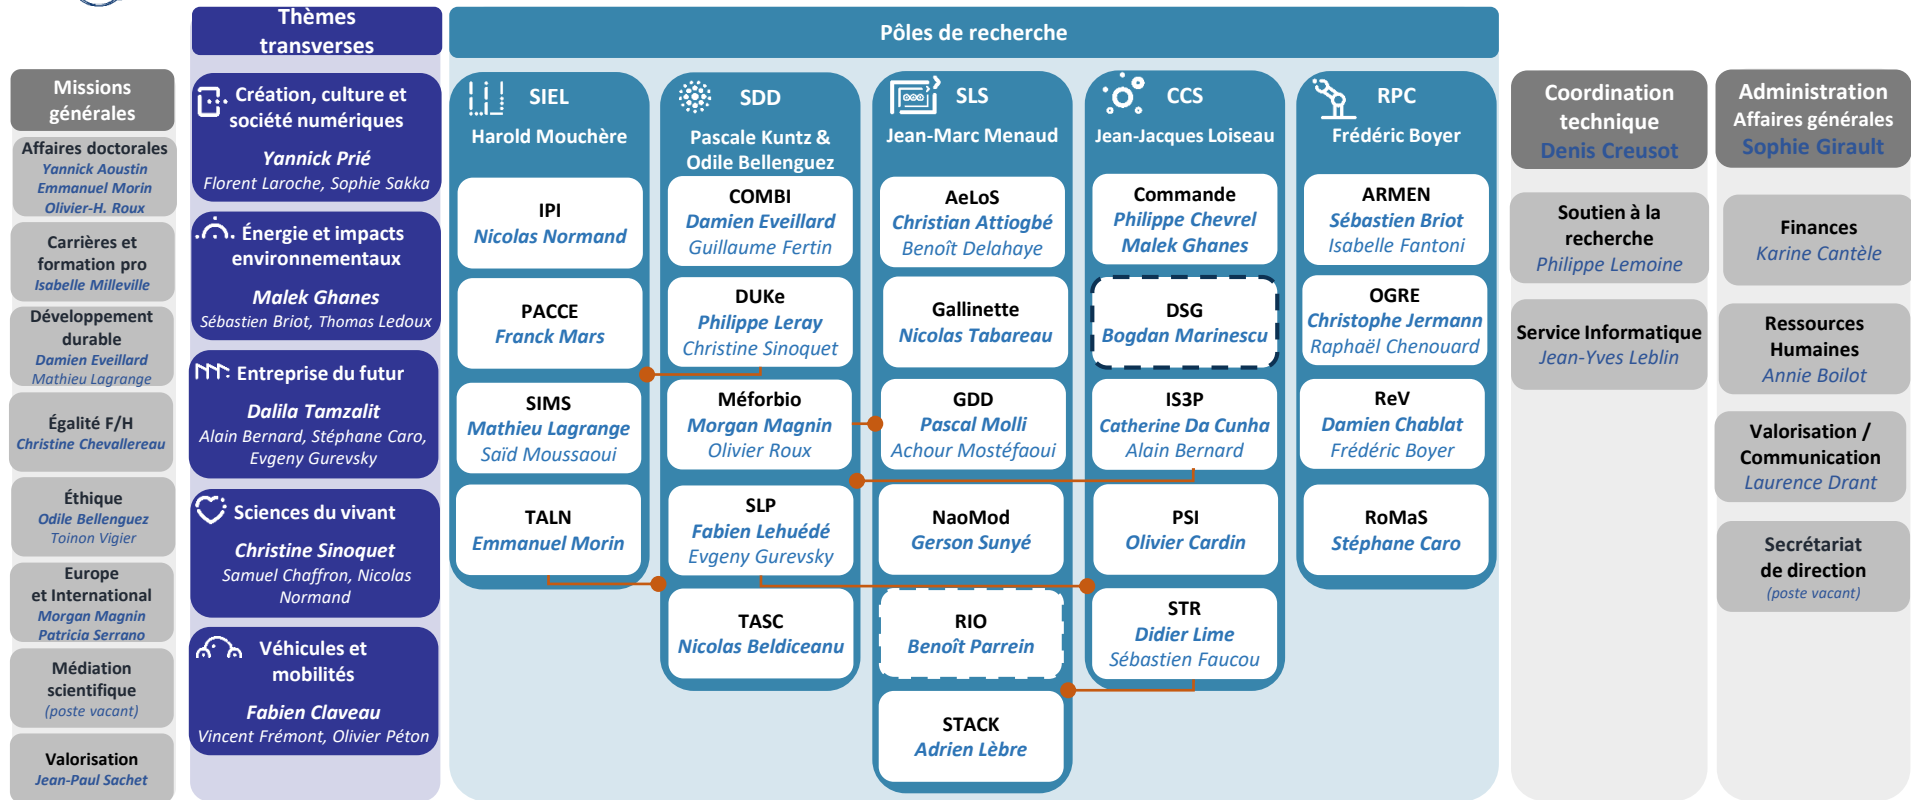 Missions
générales
Affaires doctorales
Yannick Aoustin
Emmanuel Morin
Olivier-H. Roux
Carrières et
formation pro
Isabelle Milleville
Développement
durable
Damien Eveillard
Mathieu Lagrange
Égalité F/H
Christine Chevallereau
Éthique
Odile Bellenguez
Toinon Vigier
Europe
et International
Morgan Magnin
Patricia Serrano
Médiation
scientifique
(poste vacant)
Valorisation
Jean-Paul Sachet
Thèmes
transverses
Création, culture et
société numériques
Yannick Prié
Florent Laroche, Sophie Sakka
Énergie et impacts
environnementaux
Malek Ghanes
Sébastien Briot, Thomas Ledoux
Entreprise du futur
Dalila Tamzalit
Alain Bernard, Stéphane Caro,
Evgeny Gurevsky
Sciences du vivant
Christine Sinoquet
Samuel Chaffron, Nicolas
Normand
Véhicules et
mobilités
Fabien Claveau
Vincent Frémont, Olivier Péton
Pôles de recherche
SIEL
Harold Mouchère
IPI
Nicolas Normand
PACCE
Franck Mars
SIMS
Mathieu Lagrange
Saïd Moussaoui
TALN
Emmanuel Morin
SDD
Pascale Kuntz &
Odile Bellenguez
COMBI
Damien Eveillard
Guillaume Fertin
DUKe
Philippe Leray
Christine Sinoquet
Méforbio
Morgan Magnin
Olivier Roux
SLP
Fabien Lehuédé
Evgeny Gurevsky
TASC
Nicolas Beldiceanu
SLS
Jean-Marc Menaud
AeLoS
Christian Attiogbé
Benoît Delahaye
Gallinette
Nicolas Tabareau
GDD
Pascal Molli
Achour Mostéfaoui
NaoMod
Gerson Sunyé
RIO
Benoît Parrein
STACK
Adrien Lèbre
CCS
Jean-Jacques Loiseau
Commande
Philippe Chevrel
Malek Ghanes
DSG
Bogdan Marinescu
IS3P
Catherine Da Cunha
Alain Bernard
PSI
Olivier Cardin
STR
Didier Lime
Sébastien Faucou
RPC
Frédéric Boyer
ARMEN
Sébastien Briot
Isabelle Fantoni
OGRE
Christophe Jermann
Raphaël Chenouard
ReV
Damien Chablat
Frédéric Boyer
RoMaS
Stéphane Caro
Coordination
technique
Denis Creusot
Soutien à la
recherche
Philippe Lemoine
Service Informatique
Jean-Yves Leblin
Administration
Affaires générales
Sophie Girault
Finances
Karine Cantèle
Ressources
Humaines
Annie Boilot
Valorisation /
Communication
Laurence Drant
Secrétariat
de direction
(poste vacant)